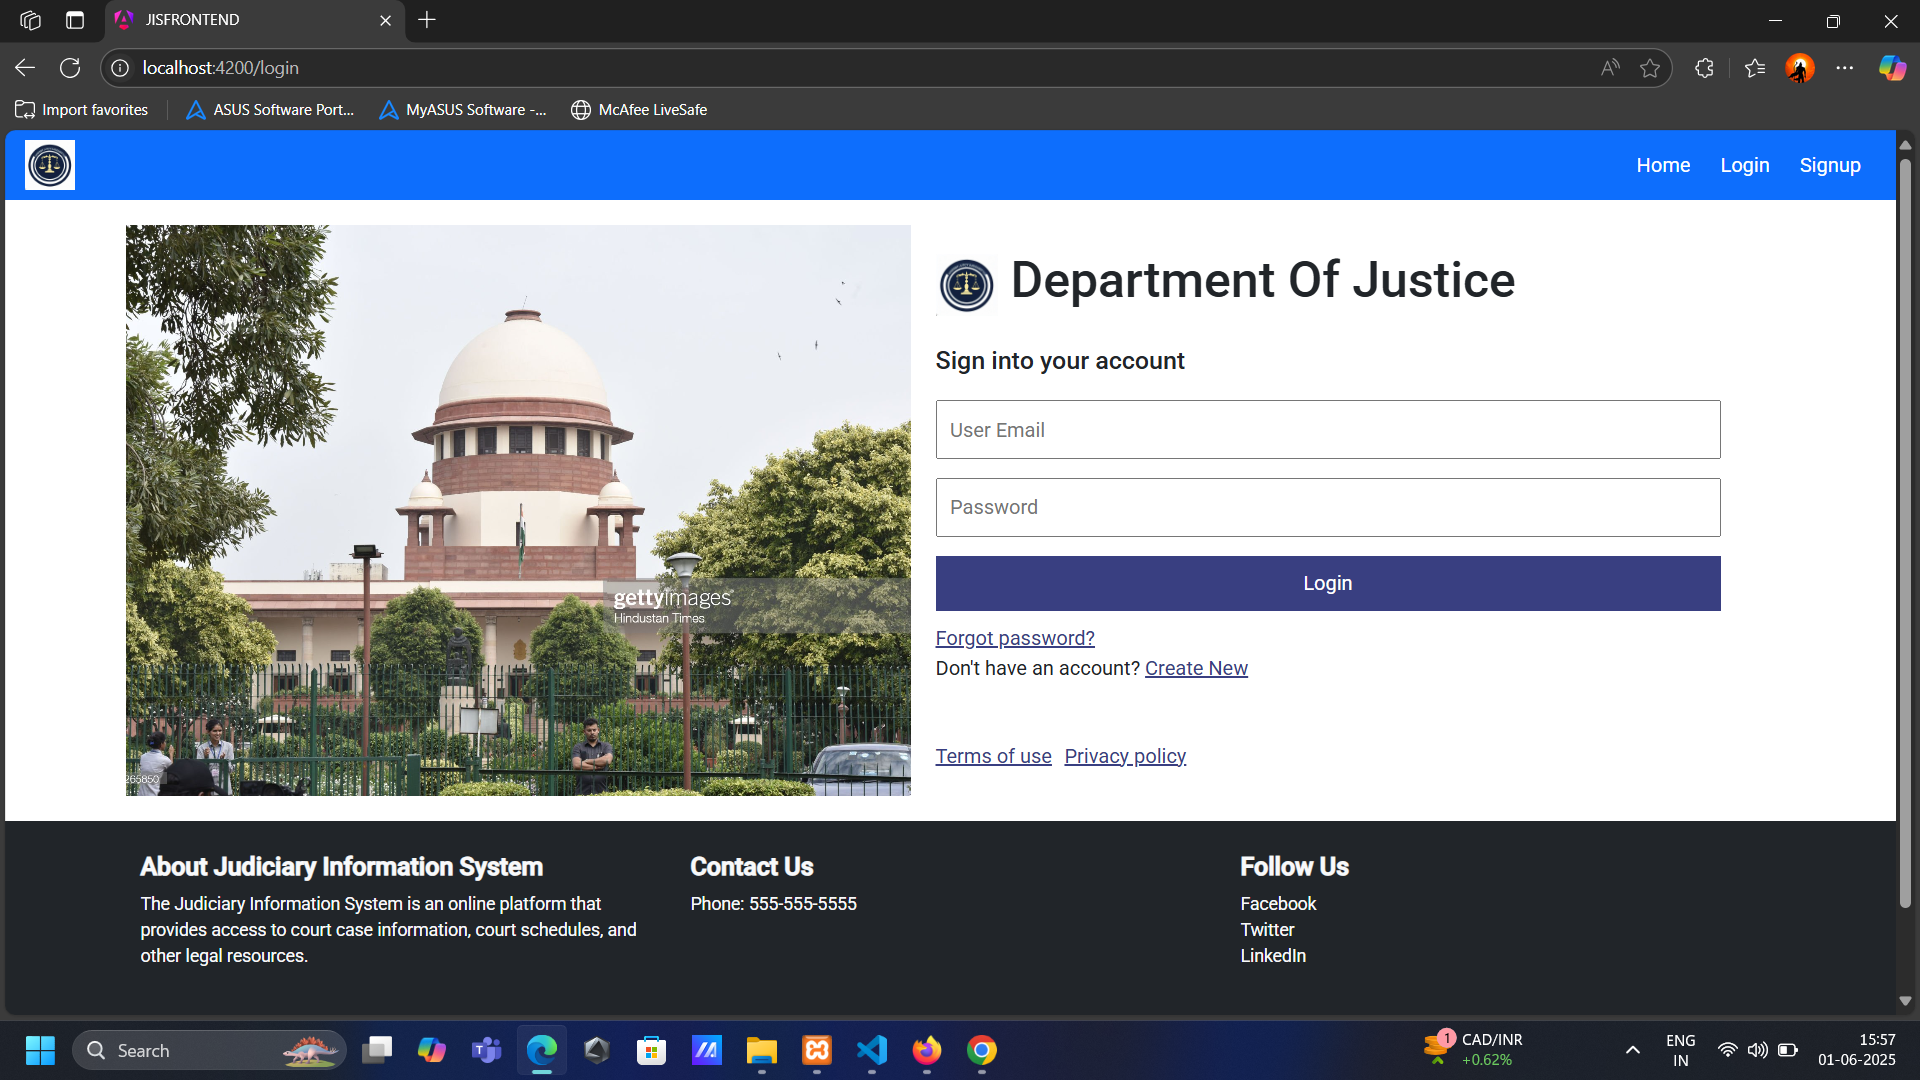 JISFRONTEND
localhost:4200/login
Import favorites
ASUS Software Port...
MyASUS Software -...
McAfee LiveSafe
Home
Login
Signup
gettyimages
Hindustan Times
265850
Department Of Justice
Sign into your account
User Email
Password
Login
Forgot password?
Don't have an account? Create New
Terms of use Privacy policy
About Judiciary Information System
The Judiciary Information System is an online platform that
provides access to court case information, court schedules, and
other legal resources.
Contact Us
Phone: 555-555-5555
Follow Us
Facebook
Twitter
LinkedIn
Search
1
CAD/INR
+0.62%
ENG
IN
15:57
01-06-2025